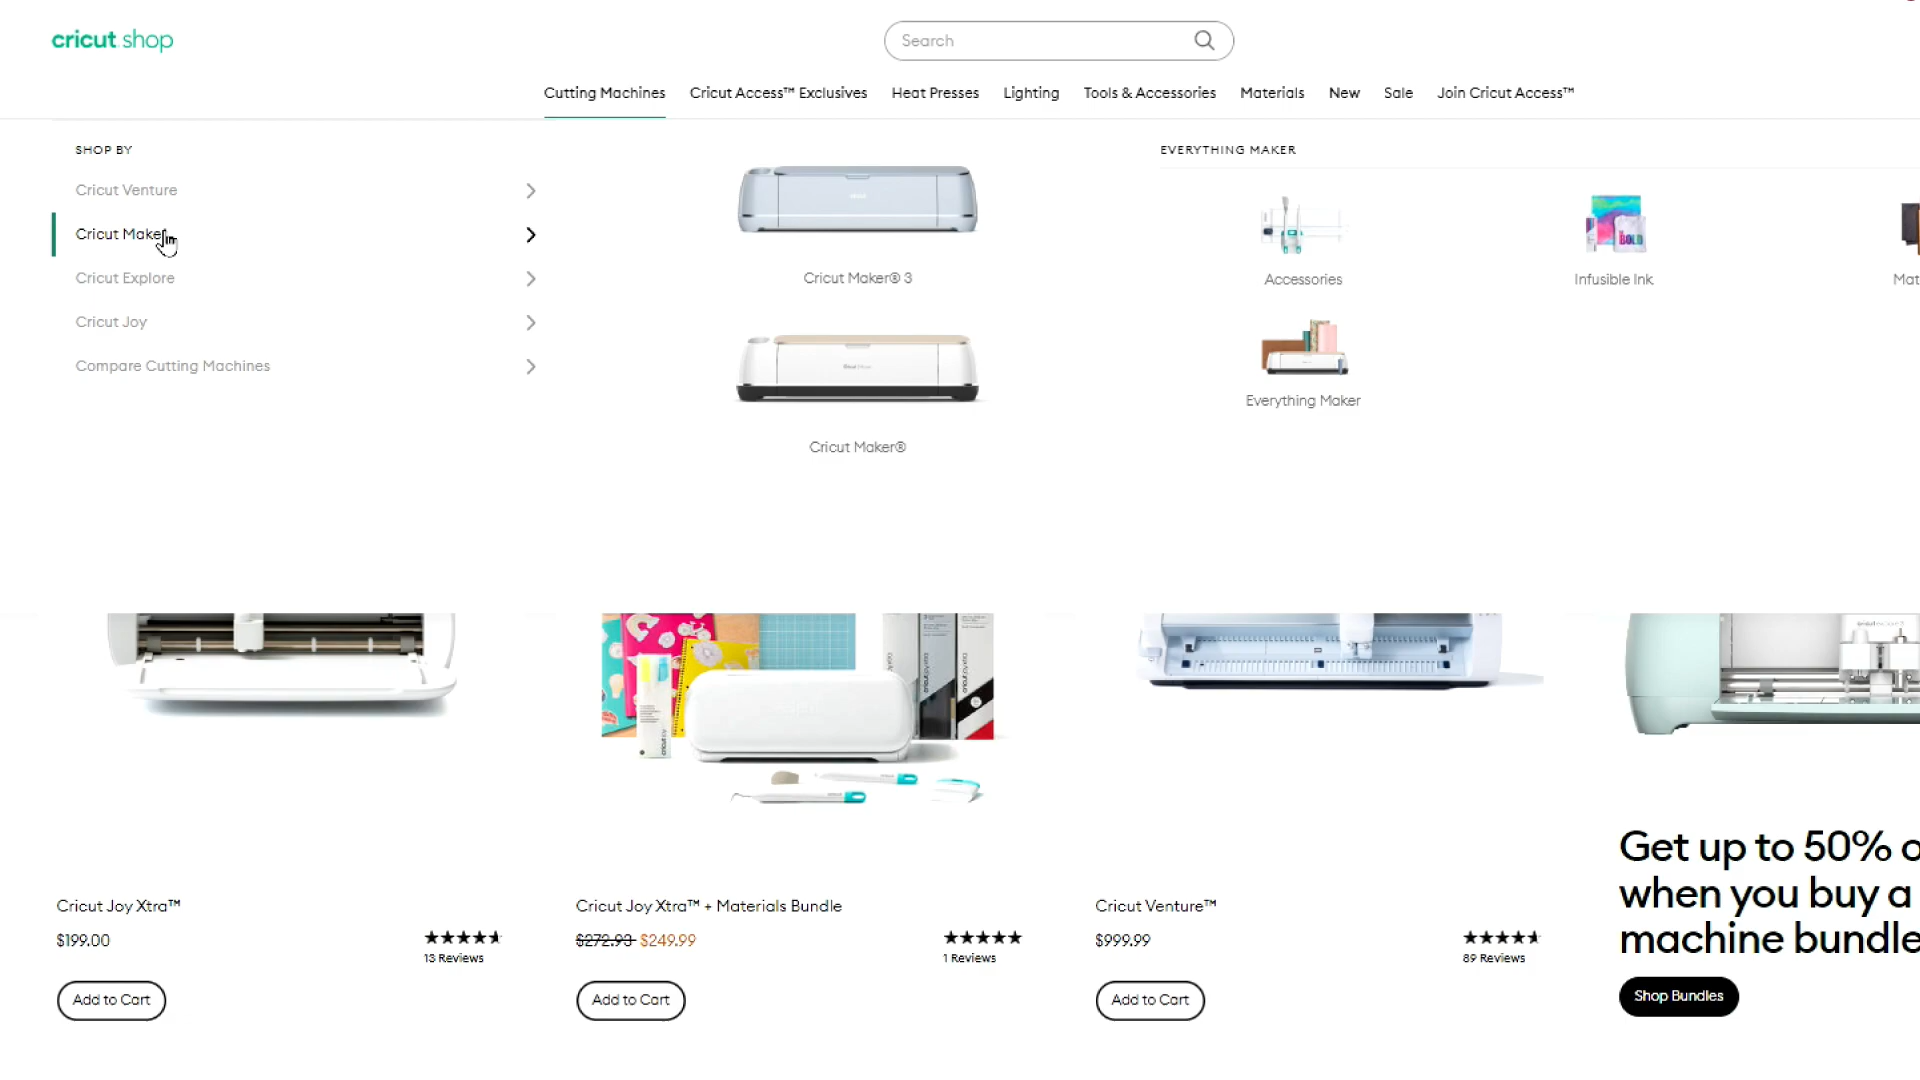 cricut shop
Search
Cutting Machines
Cricut Access™ Exclusives
Heat Presses
Lighting
Tools & Accessories
Materials
New
Sale
Join Cricut Access™
SHOP BY
Cricut Venture
Cricut Maker
Cricut Explore
Cricut Joy
Compare Cutting Machines
Cricut Maker® 3
Cricut Maker®
EVERYTHING MAKER
Accessories
Infusible Ink
Mat
Everything Maker
BOLD
Cricut Joy Xtra™
$199.00
13 Reviews
Add to Cart
Cricut Joy Xtra™ + Materials Bundle
$272.93 $249.99
1 Reviews
Add to Cart
Cricut Venture™
$999.99
89 Reviews
Add to Cart
Get up to 50% o
when you buy a
machine bundle
Shop Bundles